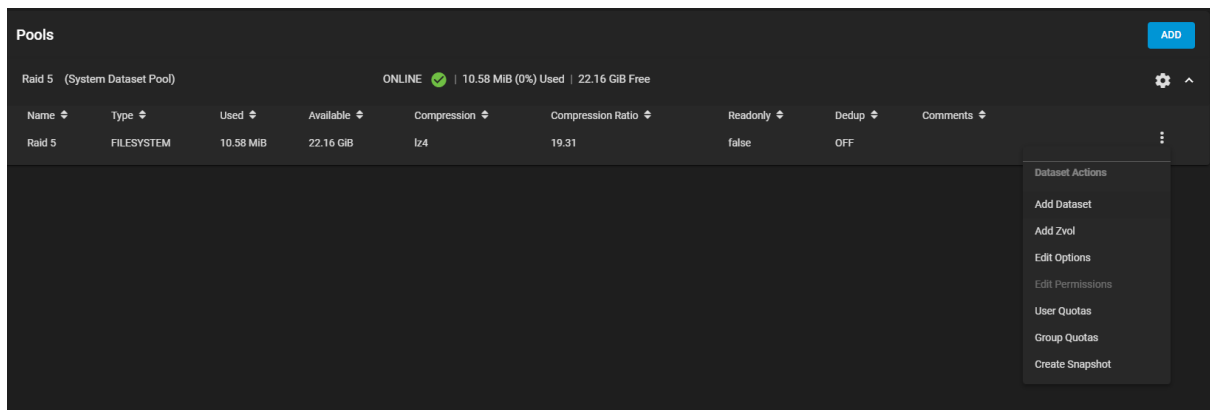 Pools
ADD
Raid 5 (System Dataset Pool) ONLINE | 10.58 MiB (0%) Used | 22.16 GiB Free
Name Type Used Available Compression Compression Ratio Readonly Dedup Comments
Raid 5 FILESYSTEM 10.58 MiB 22.16 GiB lz4 19.31 false OFF
Dataset Actions
Add Dataset
Add Zvol
Edit Options
Edit Permissions
User Quotas
Group Quotas
Create Snapshot